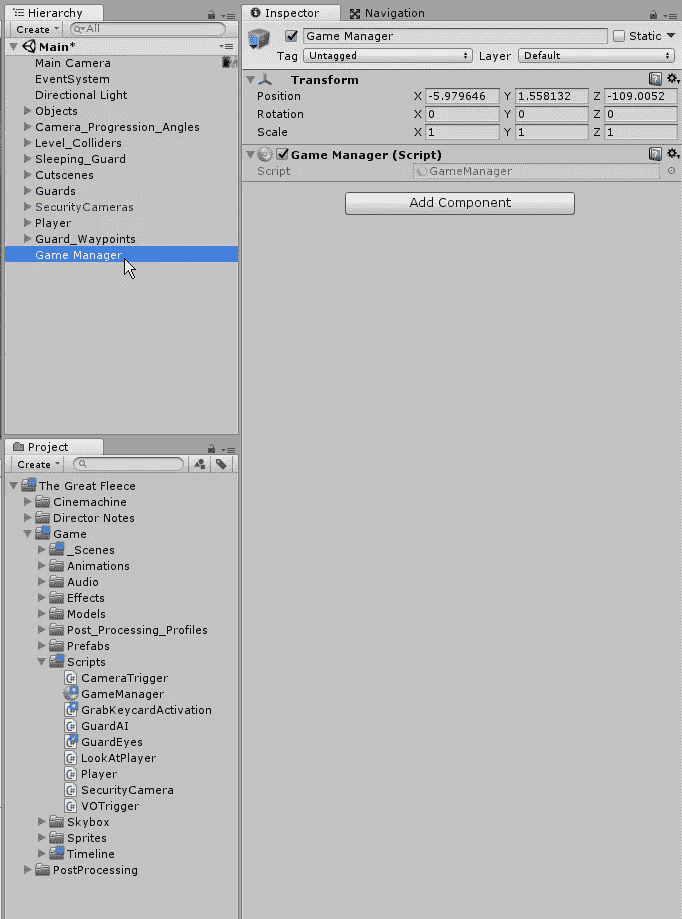 Hierarchy
Create All
Main*
Main Camera
EventSystem
Directional Light
Objects
Camera_Progression_Angles
Level_Colliders
Sleeping_Guard
Cutscenes
Guards
SecurityCameras
Player
Guard_Waypoints
Game Manager
Project
Create
The Great Fleece
Cinemachine
Director Notes
Game
_Scenes
Animations
Audio
Effects
Models
Post_Processing_Profiles
Prefabs
Scripts
CameraTrigger
GameManager
GrabKeycardActivation
GuardAI
GuardEyes
LookAtPlayer
Player
SecurityCamera
VOTrigger
Skybox
Sprites
Timeline
PostProcessing
Inspector Navigation
Game Manager Static
Tag Untagged Layer Default
Transform
Position X -5.979646 Y 1.558132 Z -109.0052
Rotation X 0 Y 0 Z 0
Scale X 1 Y 1 Z 1
Game Manager (Script)
Script GameManager
Add Component